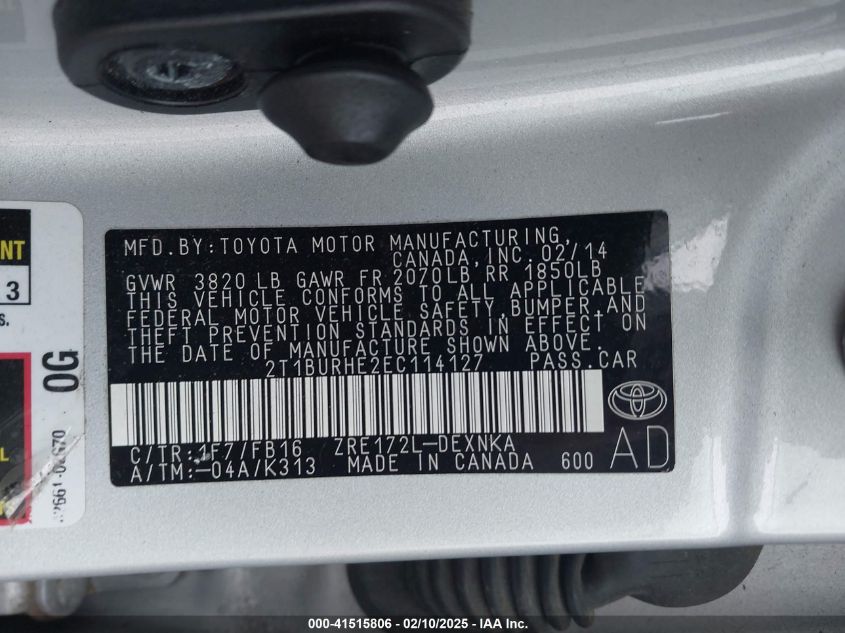 MFD.BY:TOYOTA MOTOR MANUFACTURING,
CANADA,INC. 02/14
GVWR 3820 LB GAWR FR 2070LB RR 1850LB
THIS VEHICLE CONFORMS TO ALL APPLICABLE
FEDERAL MOTOR VEHICLE SAFETY,BUMPER,AND
THEFT PREVENTION STANDARDS IN EFFECT ON
THE DATE OF MANUFACTURE SHOWN ABOVE.
2T1BURHE2EC114127 PASS.CAR
C/TR:1F7/FB16 ZRE172L-DEXNKA
A/TM:-04A/K313 MADE IN CANADA 600
AD
NT
3
s.
0G
L
000-41515806 / 02/10/2025 / IAA Inc.